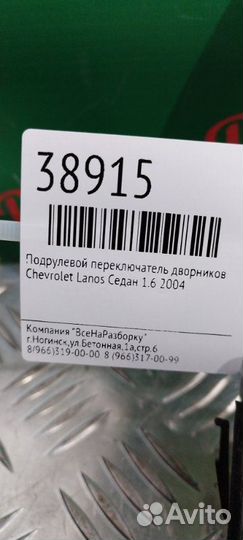 38915
Подрулевой переключатель дворников
Chevrolet Lanos Седан 1.6 2004
Компания "ВсеНаРазборку"
г.Ногинск,ул Бетонная,1а,стр.6
8(966)319-00-00 8 (966)317-00-99
Avito